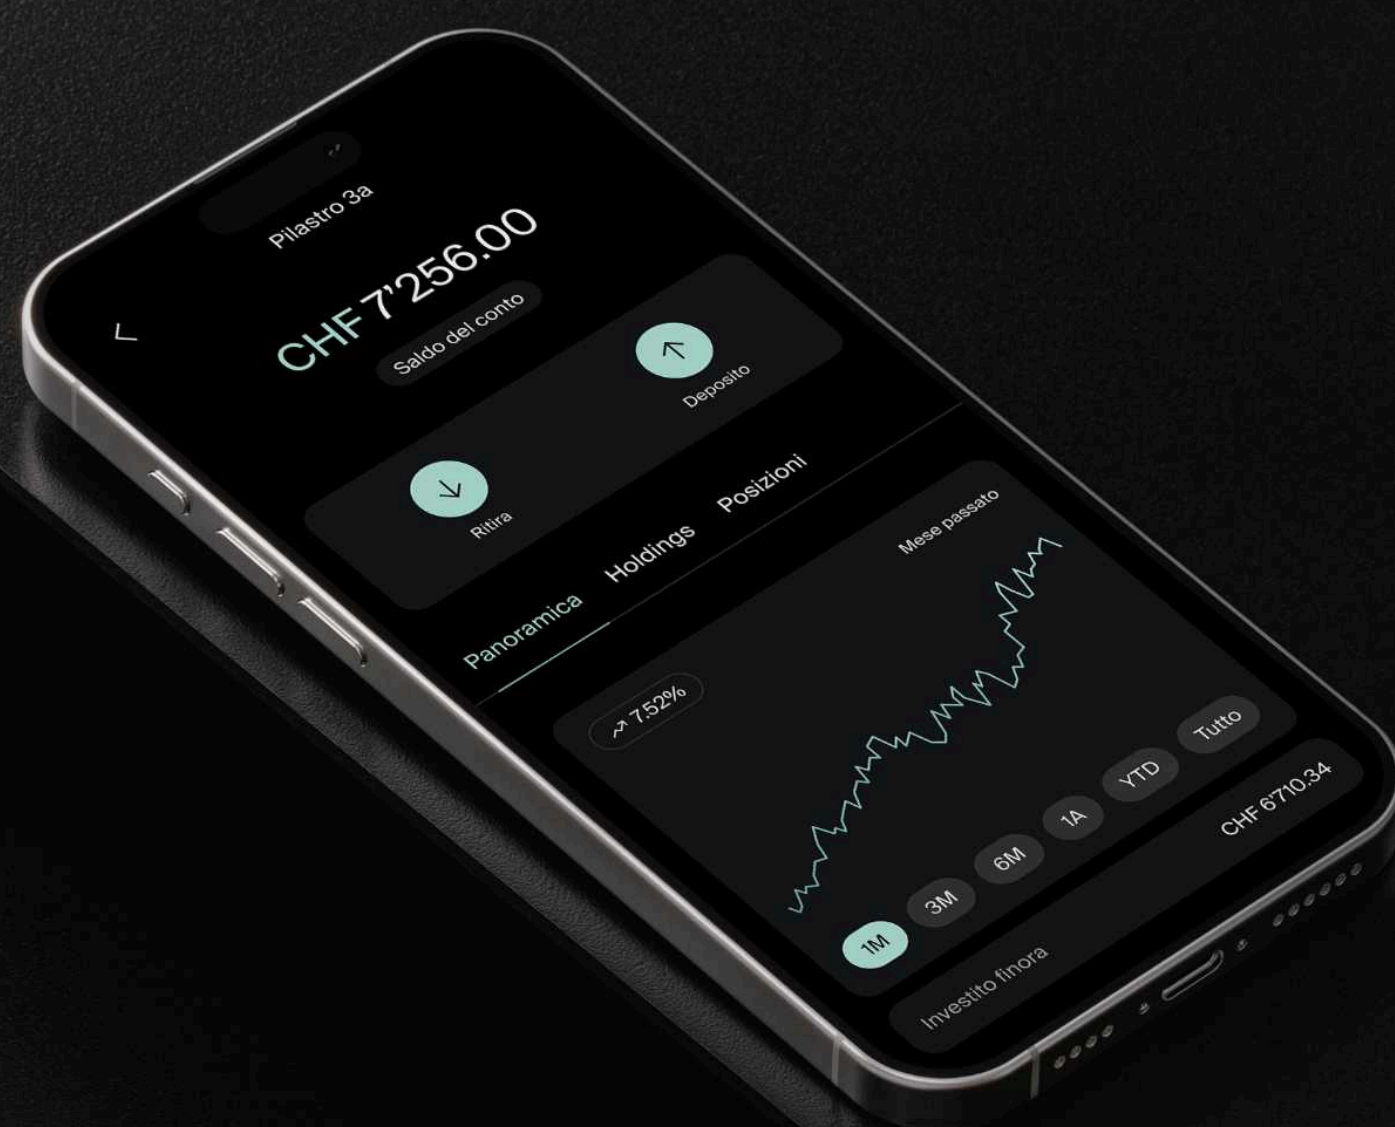 Pilastro 3a
CHF 7’256.00
Saldo del conto
Ritira
Deposito
Panoramica Holdings Posizioni
7.52% Mese passato
1M 3M 6M 1A YTD Tutto
Investito finora CHF 6’710.34